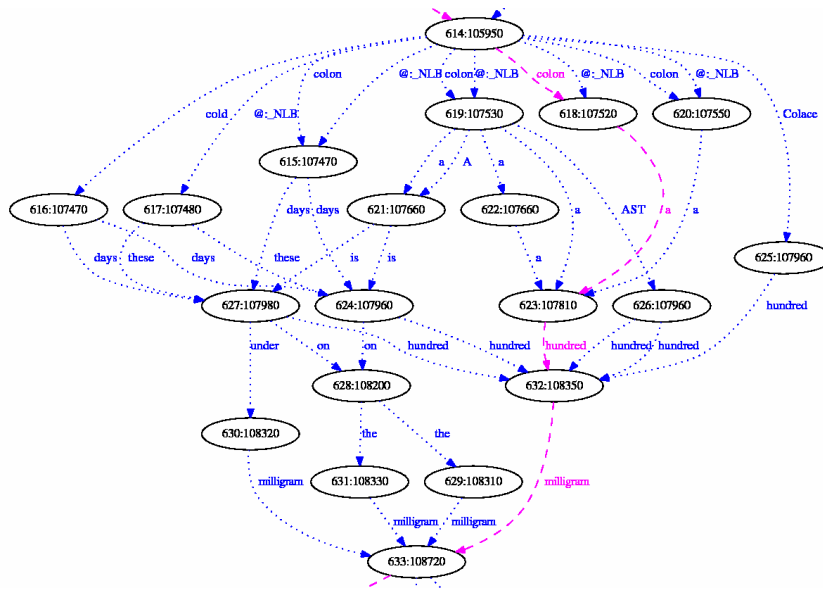 614:105950
colon @:_NLB @:_NLB colon @:_NLB colon @:_NLB colon @:_NLB
cold @:_NLB 619:107530 618:107520 620:107550 Colace
615:107470
a A a
616:107470 617:107480 days days 621:107660 622:107660 a AST a a
days these days these is is a 625:107960
627:107980 624:107960 623:107810 626:107960 hundred
under on hundred on hundred hundred hundred hundred
628:108200 632:108350
630:108320 the the
milligram 631:108330 629:108310 milligram
milligram milligram
633:108720